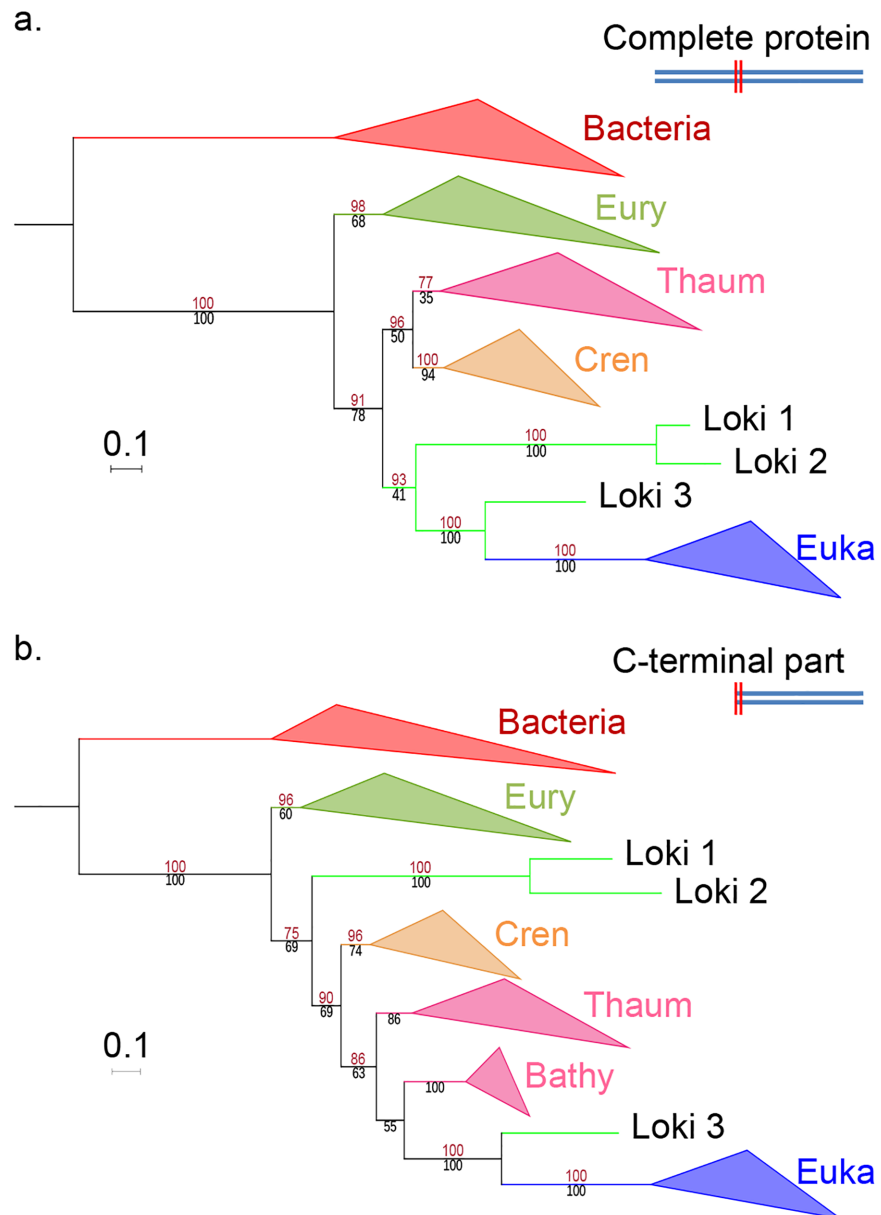 a.
Complete protein
Bacteria
98
68
Eury
77
35
Thaum
100
100
96
50
100
94
Cren
91
78
0.1
100
100
Loki 1
Loki 2
93
41
Loki 3
100
100
100
100
Euka
b.
C-terminal part
Bacteria
96
60
Eury
100
100
100
100
Loki 1
Loki 2
75
69
96
74
Cren
90
69
86
Thaum
0.1
86
63
100
Bathy
55
Loki 3
100
100
100
100
Euka